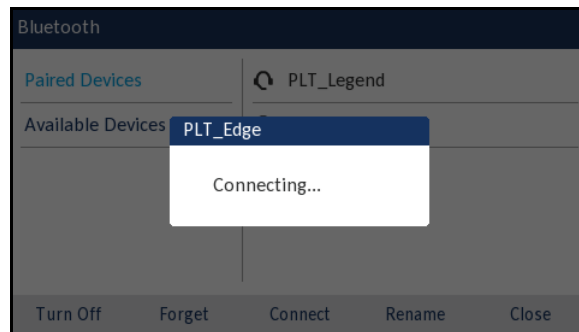 Bluetooth
Paired Devices
PLT_Legend
Available Devices
PLT_Edge
Connecting...
Turn Off Forget Connect Rename Close